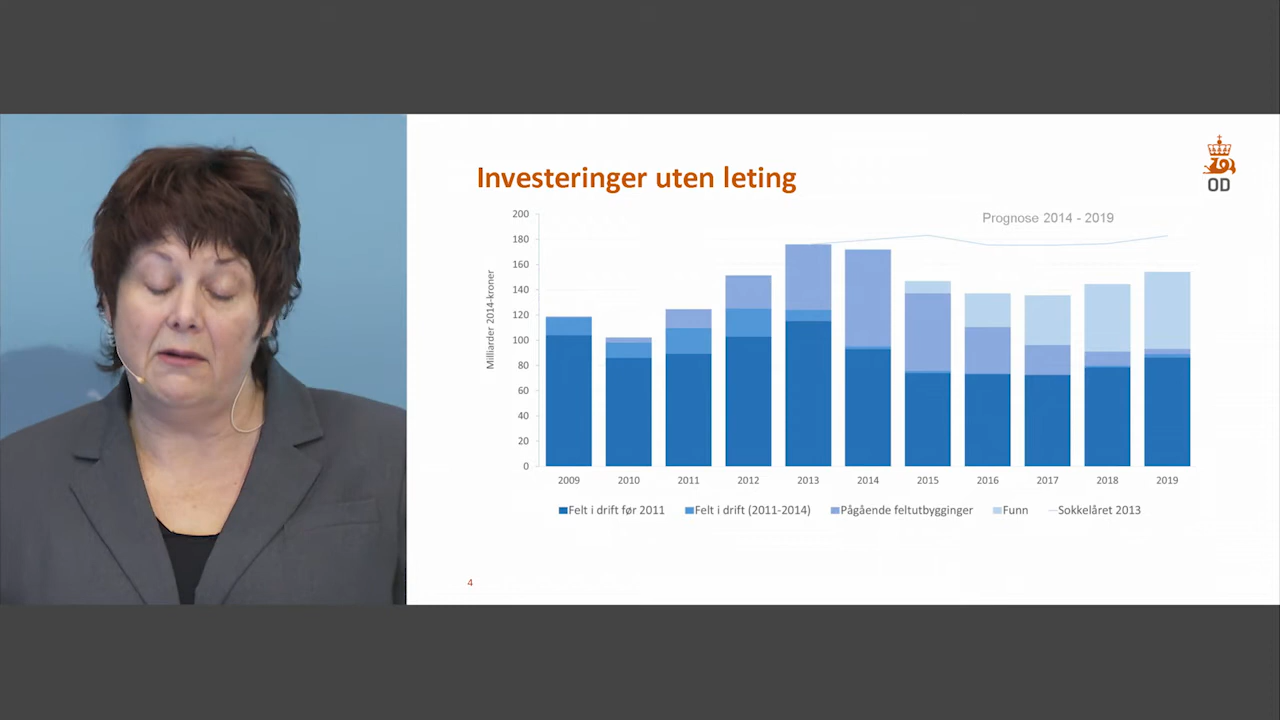 Investeringer uten leting
OD
Prognose 2014 - 2019
Milliarder 2014-kroner
200
180
160
140
120
100
80
60
40
20
0
2009 2010 2011 2012 2013 2014 2015 2016 2017 2018 2019
Felt i drift før 2011 Felt i drift (2011-2014) Pågående feltutbygginger Funn Sokkelåret 2013
4